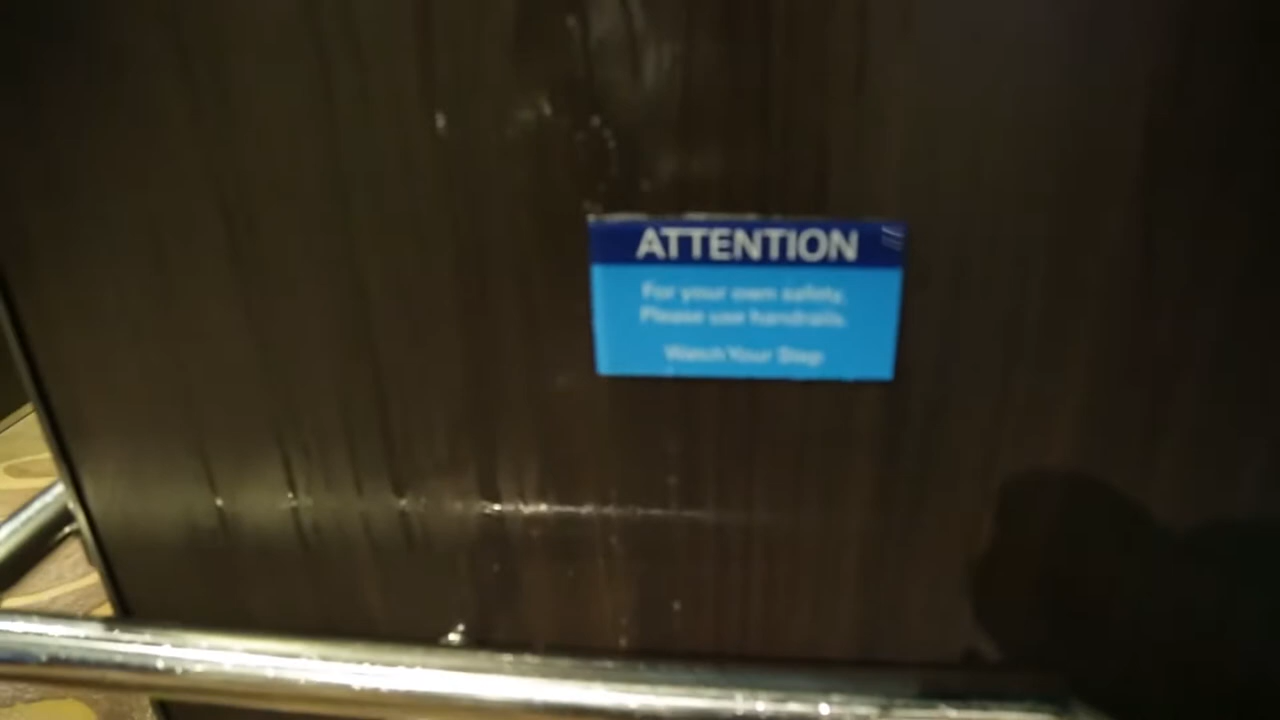 ATTENTION
For your own safety,
Please use handrails.
Watch Your Step